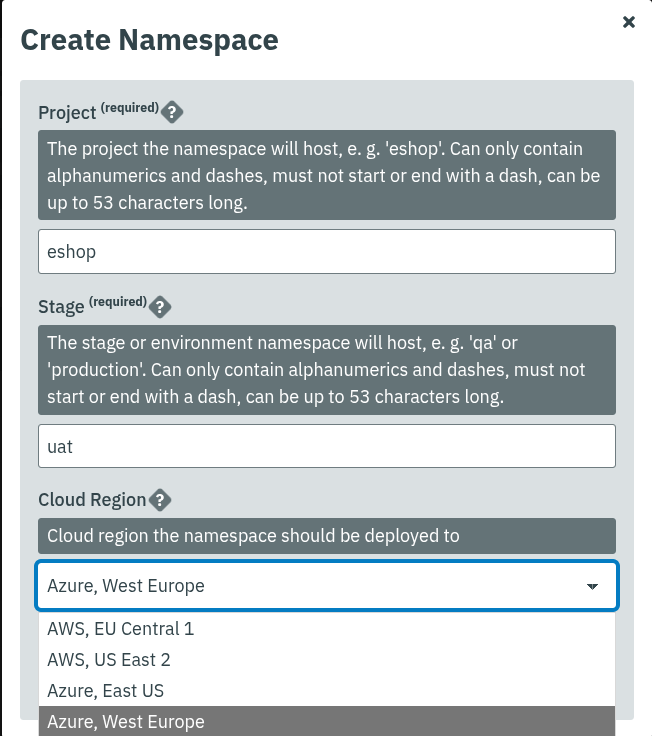 Create Namespace
Project (required) ?
The project the namespace will host, e. g. 'eshop'. Can only contain
alphanumerics and dashes, must not start or end with a dash, can be
up to 53 characters long.
eshop
Stage (required) ?
The stage or environment namespace will host, e. g. 'qa' or
'production'. Can only contain alphanumerics and dashes, must not
start or end with a dash, can be up to 53 characters long.
uat
Cloud Region ?
Cloud region the namespace should be deployed to
Azure, West Europe
AWS, EU Central 1
AWS, US East 2
Azure, East US
Azure, West Europe